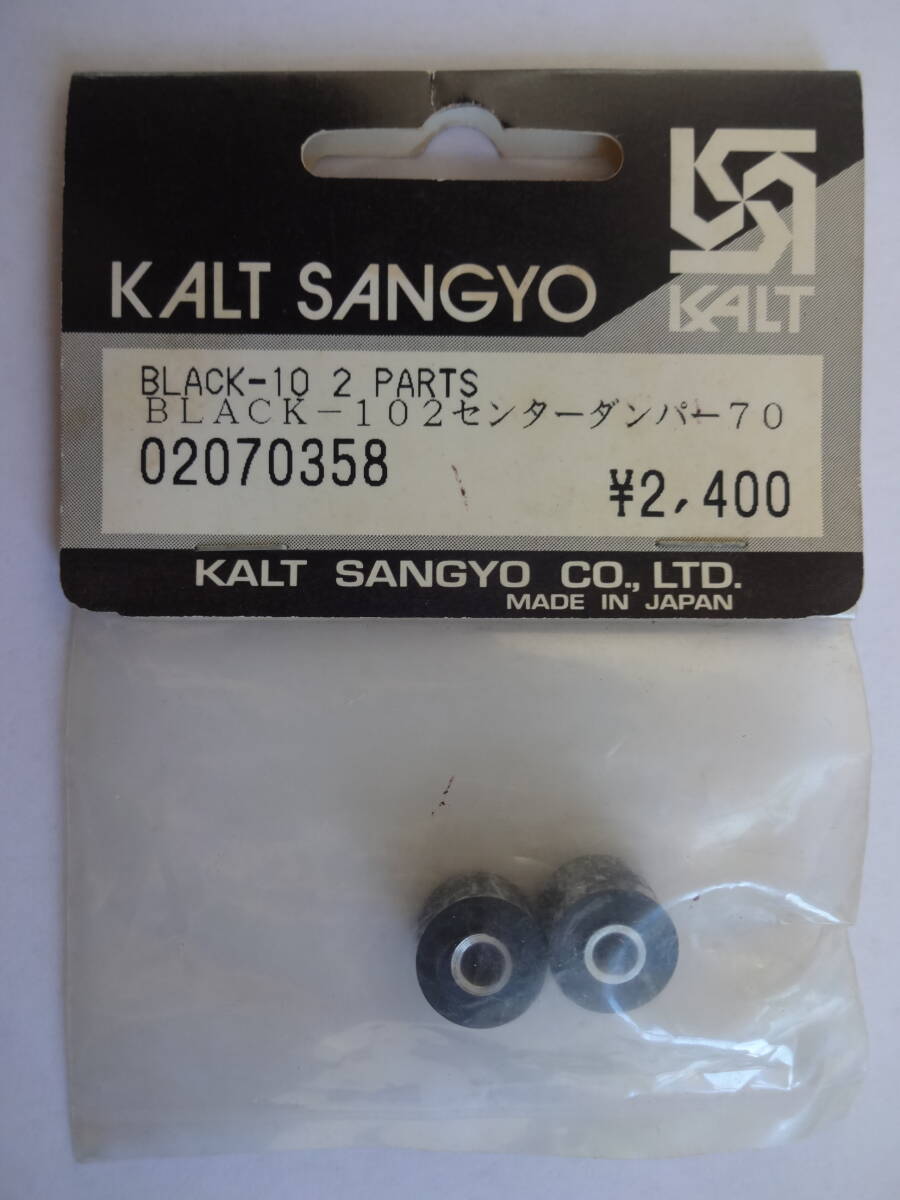 KALT SANGYO
KALT
BLACK-10 2 PARTS
BLACK－102センターダンパー70
02070358
¥2,400
KALT SANGYO CO., LTD.
MADE IN JAPAN